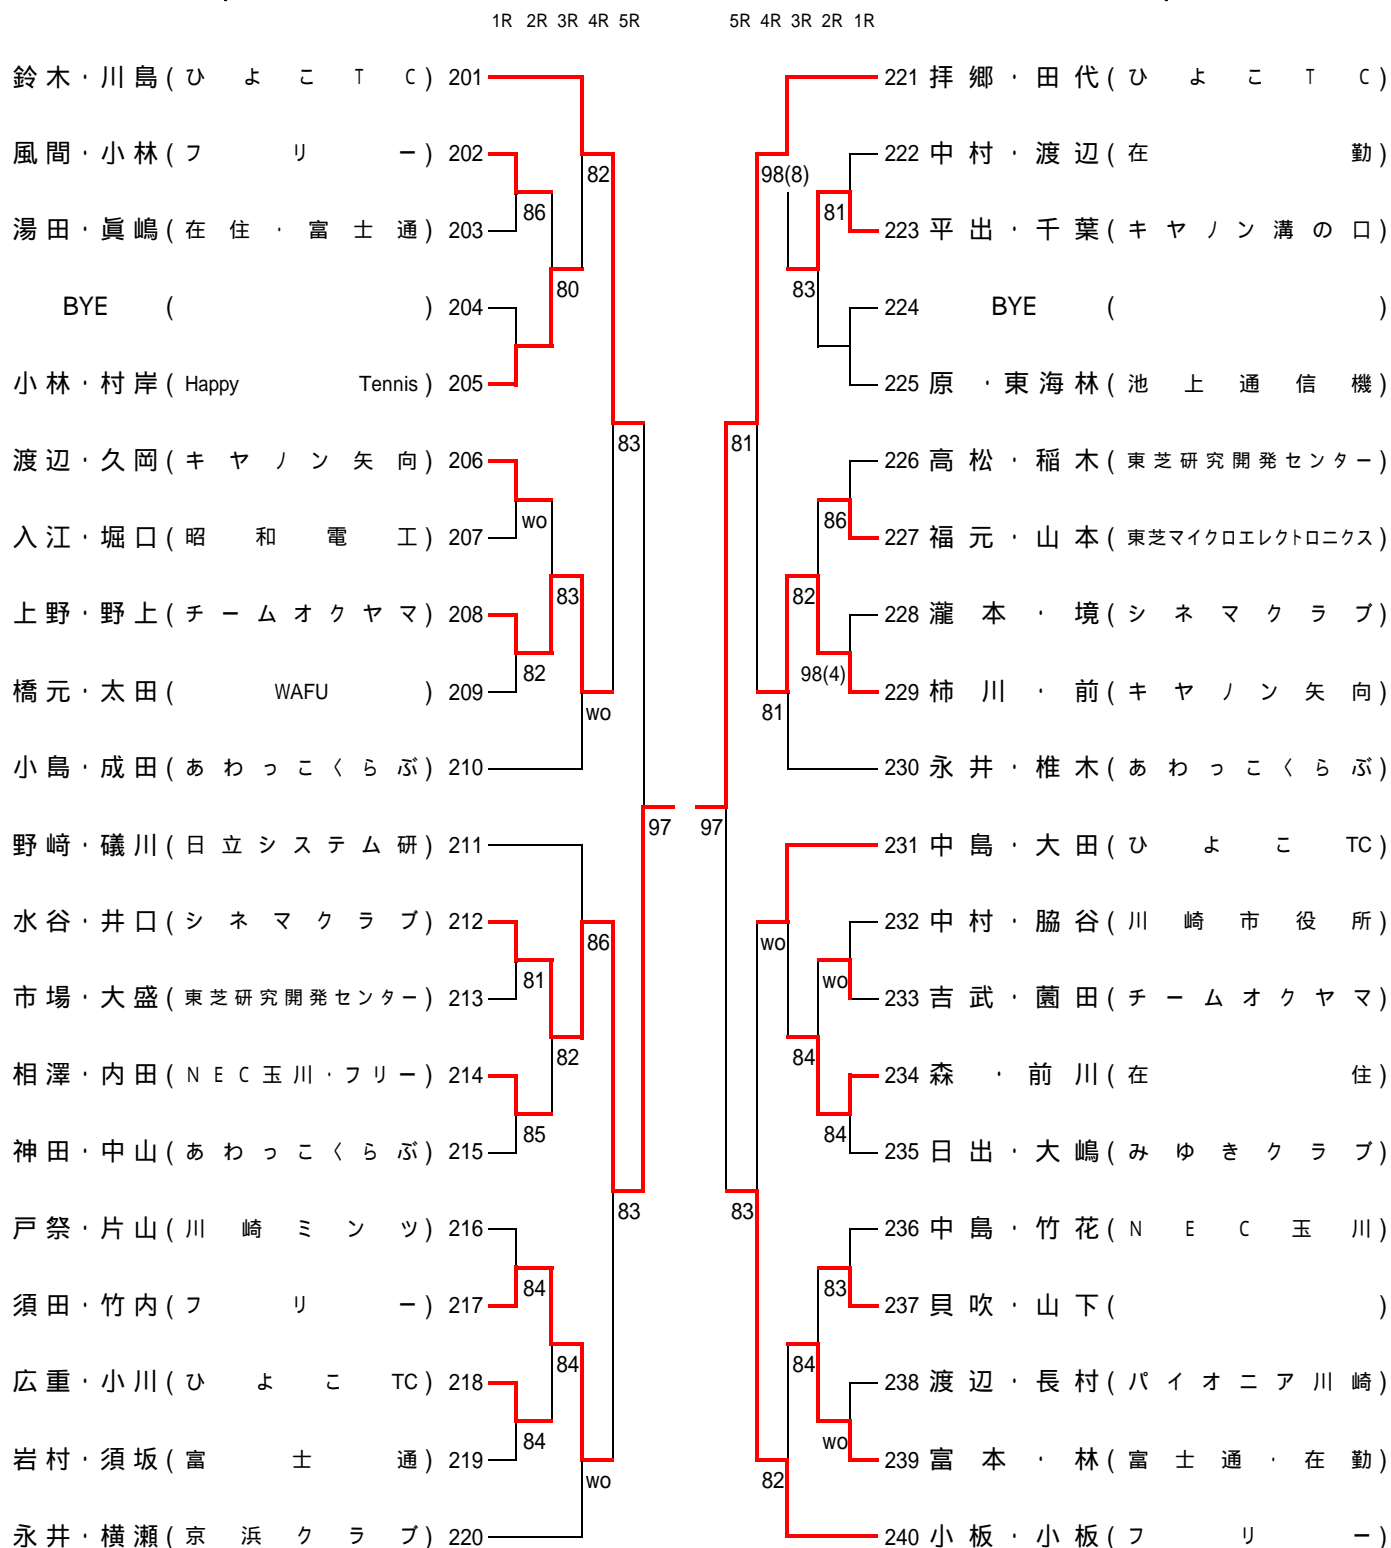 1R 2R 3R 4R 5R
5R 4R 3R 2R 1R
鈴木・川島(ひよこTC) 201
221 拝郷・田代(ひよこTC)
風間・小林(フリー) 202
82
98(8)
222 中村・渡辺(在勤)
86
81
湯田・眞嶋(在住・富士通) 203
223 平出・千葉(キヤノン溝の口)
80
83
BYE ( ) 204
224 BYE ( )
小林・村岸(Happy Tennis) 205
225 原・東海林(池上通信機)
83
81
渡辺・久岡(キヤノン矢向) 206
226 高松・稲木(東芝研究開発センター)
wo
86
入江・堀口(昭和電工) 207
227 福元・山本(東芝マイクロエレクトロニクス)
83
82
上野・野上(チームオクヤマ) 208
228 瀧本・境(シネマクラブ)
82
98(4)
橋元・太田(WAFU) 209
229 柿川・前(キヤノン矢向)
wo
81
小島・成田(あわっこくらぶ) 210
230 永井・椎木(あわっこくらぶ)
97
97
野﨑・礒川(日立システム研) 211
231 中島・大田(ひよこTC)
水谷・井口(シネマクラブ) 212
86
wo
232 中村・脇谷(川崎市役所)
81
wo
市場・大盛(東芝研究開発センター) 213
233 吉武・薗田(チームオクヤマ)
82
84
相澤・内田(NEC玉川・フリー) 214
234 森・前川(在住)
85
84
神田・中山(あわっこくらぶ) 215
235 日出・大嶋(みゆきクラブ)
83
83
戸祭・片山(川崎ミンツ) 216
236 中島・竹花(NEC玉川)
84
83
須田・竹内(フリー) 217
237 貝吹・山下( )
84
84
広重・小川(ひよこTC) 218
238 渡辺・長村(パイオニア川崎)
84
wo
岩村・須坂(富士通) 219
239 富本・林(富士通・在勤)
wo
82
永井・横瀬(京浜クラブ) 220
240 小板・小板(フリー)